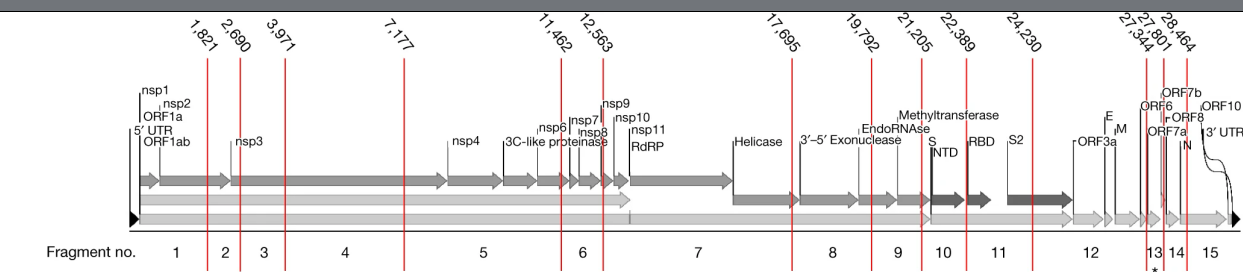 1,821
2,690
3,971
7,177
11,462
12,563
17,695
19,792
21,205
22,389
24,230
27,344
27,801
28,464
nsp1
nsp2
ORF1a
5′ UTR
ORF1ab
nsp3
nsp4
3C-like proteinase
nsp6
nsp7
nsp8
nsp9
nsp10
nsp11
RdRP
Helicase
3′–5′ Exonuclease
EndoRNAse
Methyltransferase
S
NTD
RBD
S2
ORF3a
E
M
ORF6
ORF7a
ORF7b
ORF8
N
ORF10
3′ UTR
Fragment no. 1 2 3 4 5 6 7 8 9 10 11 12 13 14 15
*